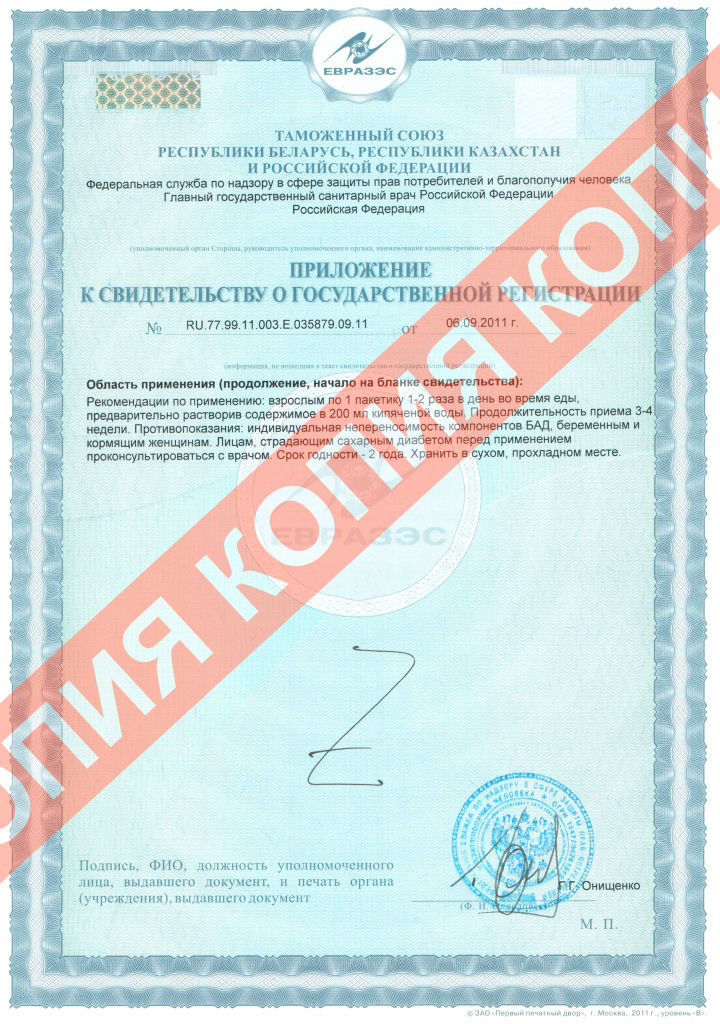 ЕВРАЗЭС
ТАМОЖЕННЫЙ СОЮЗ
РЕСПУБЛИКИ БЕЛАРУСЬ, РЕСПУБЛИКИ КАЗАХСТАН
И РОССИЙСКОЙ ФЕДЕРАЦИИ
Федеральная служба по надзору в сфере защиты прав потребителей и благополучия человека
Главный государственный санитарный врач Российской Федерации
Российская Федерация
(уполномоченный орган Стороны, руководитель уполномоченного органа, наименование административно-территориального образования)
ПРИЛОЖЕНИЕ
К СВИДЕТЕЛЬСТВУ О ГОСУДАРСТВЕННОЙ РЕГИСТРАЦИИ
№ RU.77.99.11.003.Е.035879.09.11 от 06.09.2011 г.
(информация, не вошедшая в текст свидетельства о государственной регистрации)
Область применения (продолжение, начало на бланке свидетельства):
Рекомендации по применению: взрослым по 1 пакетику 1-2 раза в день во время еды,
предварительно растворив содержимое в 200 мл кипяченой воды. Продолжительность приема 3-4
недели. Противопоказания: индивидуальная непереносимость компонентов БАД, беременным и
кормящим женщинам. Лицам, страдающим сахарным диабетом перед применением
проконсультироваться с врачом. Срок годности - 2 года. Хранить в сухом, прохладном месте.
ЕВРАЗЭС
КОПИЯ КОПИЯ КОПИЯ
Подпись, ФИО, должность уполномоченного
лица, выдавшего документ, и печать органа
(учреждения), выдавшего документ
Г.Г. Онищенко
М. П.
© ЗАО «Первый печатный двор», г. Москва, 2011 г., уровень «В».